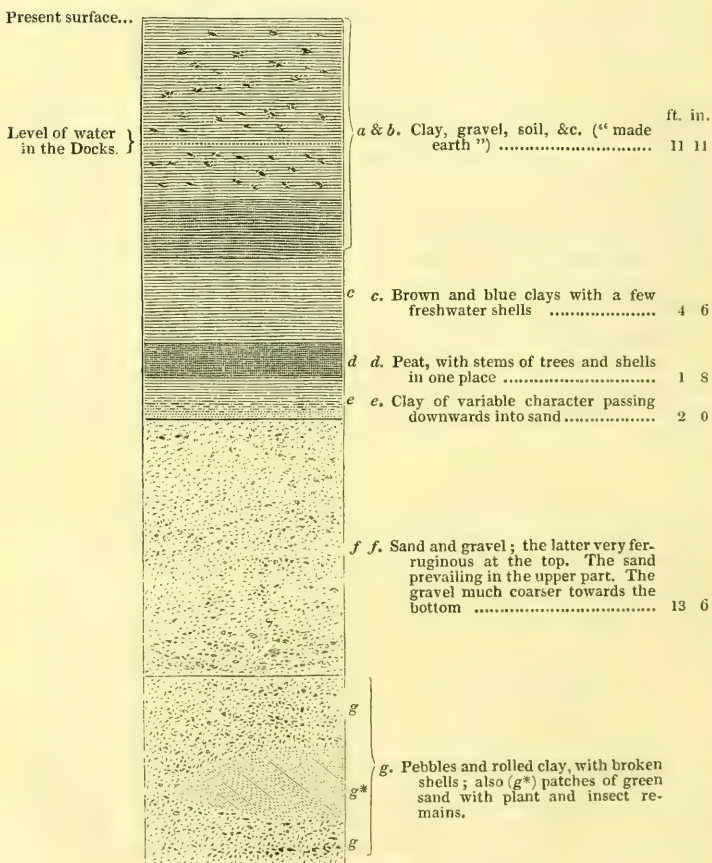 Present surface...
Level of water
in the Docks.
ft. in.
a & b. Clay, gravel, soil, &c. (“ made
earth ”) .............................. 11 11
c c. Brown and blue clays with a few
freshwater shells ..................... 4 6
d d. Peat, with stems of trees and shells
in one place ............................. 1 8
e e. Clay of variable character passing
downwards into sand ................. 2 0
f f. Sand and gravel ; the latter very fer-
ruginous at the top. The sand
prevailing in the upper part. The
gravel much coarser towards the
bottom .................................... 13 6
g
g. Pebbles and rolled clay, with broken
shells ; also (g*) patches of green
sand with plant and insect re-
mains.
g*
g